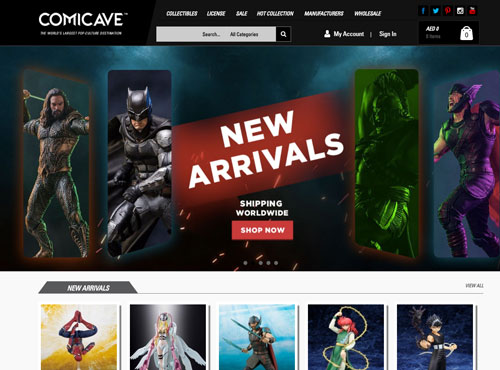 COMICAVE™
THE WORLD'S LARGEST POP-CULTURE DESTINATION
COLLECTIBLES LICENSE SALE HOT COLLECTION MANUFACTURERS WHOLESALE
Search... All Categories
My Account | Sign In
AED 0
0 Items
0
NEW
ARRIVALS
SHIPPING
WORLDWIDE
SHOP NOW
NEW ARRIVALS
VIEW ALL